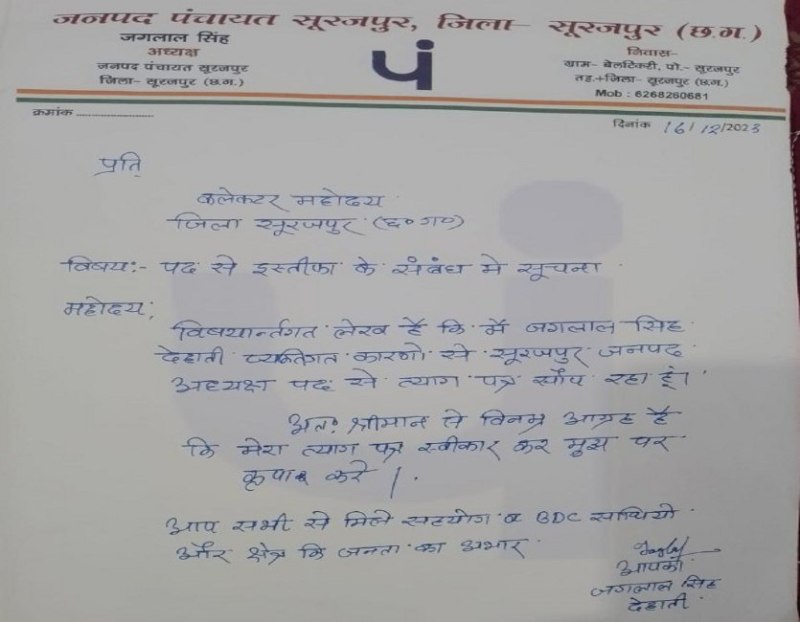 जनपद पंचायत सूरजपुर, जिला- सूरजपुर (छ.ग.)
जगलाल सिंह
अध्यक्ष
जनपद पंचायत सूरजपुर
जिला- सूरजपुर (छ.ग.)
पं
निवास-
ग्राम- बेलटिकरी, पो.- सूरजपुर
तह.+जिला- सूरजपुर (छ.ग.)
Mob : 6268260681
क्रमांक ........................
दिनांक 16/12/2023
प्रति
कलेक्टर महोदय
जिला सूरजपुर (छ०ग०)
विषय:- पद से इस्तीफा के संबंध मे सूचना
महोदय,
विषयार्न्तगत लेख है कि मैं जगलाल सिंह
देहाती व्यक्तिगत कारणो से सूरजपुर जनपद
अध्यक्ष पद से त्याग पत्र सौंप रहा हूं।
अतः श्रीमान से विनम्र आग्रह है
कि मेरा त्याग पत्र स्वीकार कर मुझ पर
कृपा करे ।
आप सभी से मिले सहयोग व BDC साथियो
और क्षेत्र कि जनता का अभार
आपका
जगलाल सिंह
देहाती